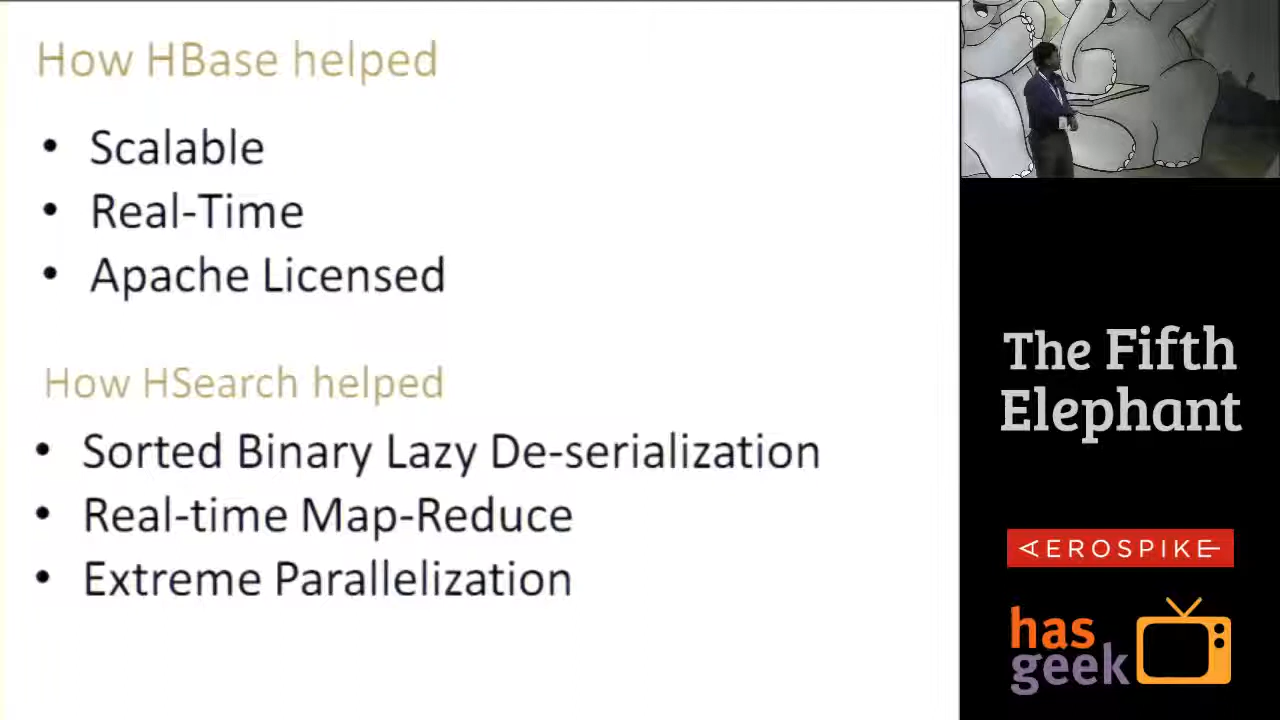 How HBase helped
• Scalable
• Real-Time
• Apache Licensed
How HSearch helped
• Sorted Binary Lazy De-serialization
• Real-time Map-Reduce
• Extreme Parallelization
The Fifth
Elephant
AEROSPIKE
has
geek